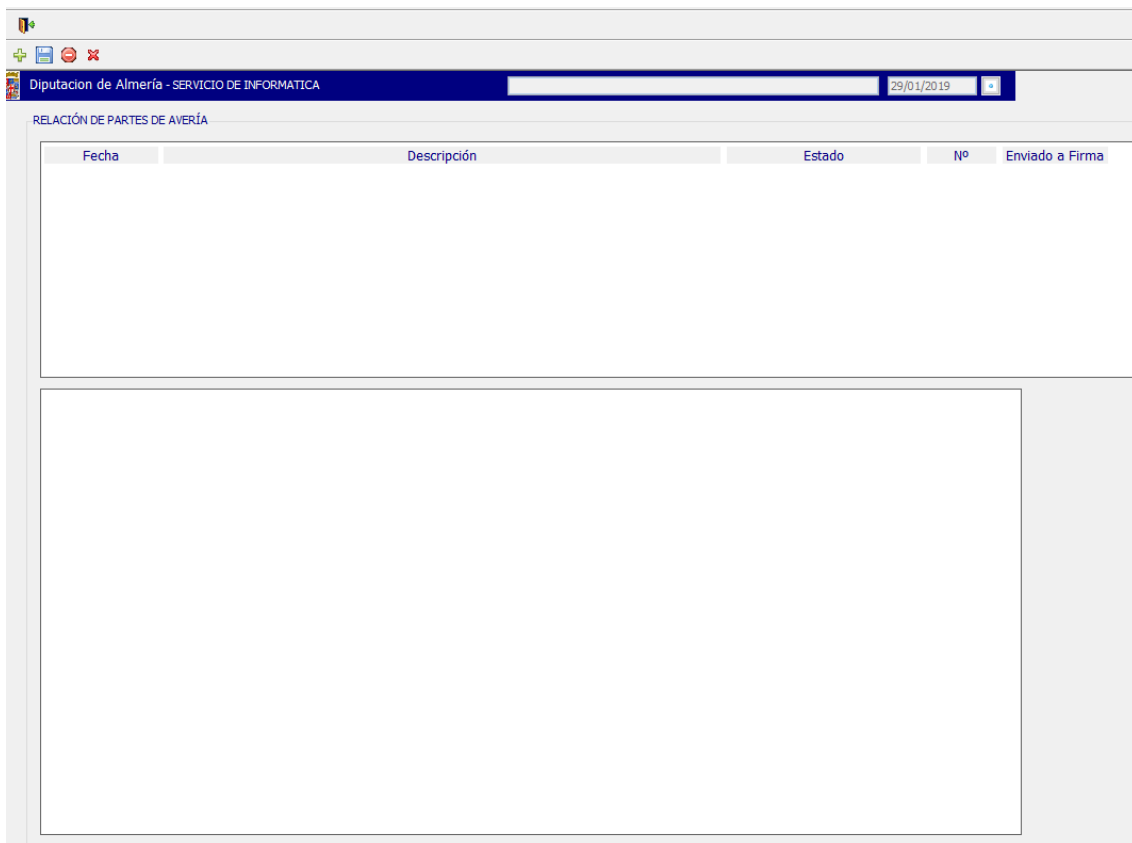 Diputacion de Almería - SERVICIO DE INFORMATICA 29/01/2019
RELACIÓN DE PARTES DE AVERÍA
Fecha Descripción Estado Nº Enviado a Firma